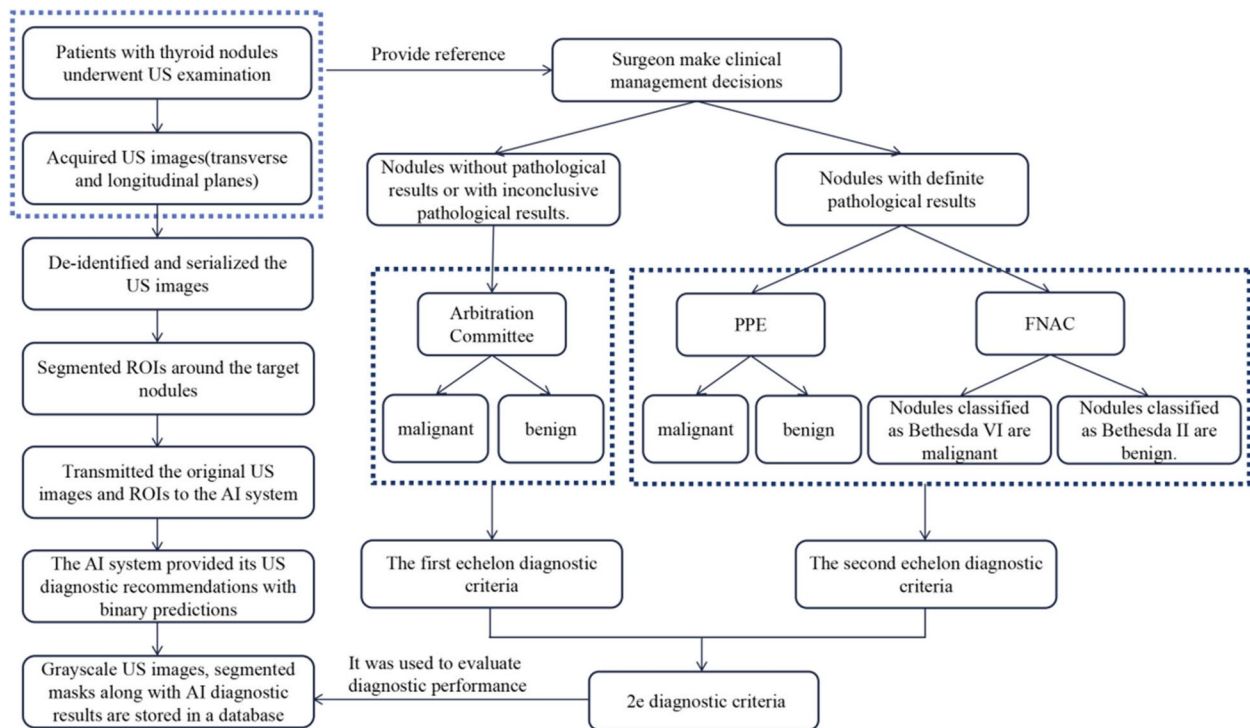 Patients with thyroid nodules
underwent US examination
Provide reference
Surgeon make clinical
management decisions
Acquired US images(transverse
and longitudinal planes)
Nodules without pathological
results or with inconclusive
pathological results.
Nodules with definite
pathological results
De-identified and serialized the
US images
Arbitration
Committee
PPE
FNAC
Segmented ROIs around the target
nodules
malignant
benign
malignant
benign
Nodules classified
as Bethesda VI are
malignant
Nodules classified
as Bethesda II are
benign.
Transmitted the original US
images and ROIs to the AI system
The AI system provided its US
diagnostic recommendations with
binary predictions
The first echelon diagnostic
criteria
The second echelon diagnostic
criteria
Grayscale US images, segmented
masks along with AI diagnostic
results are stored in a database
It was used to evaluate
diagnostic performance
2e diagnostic criteria